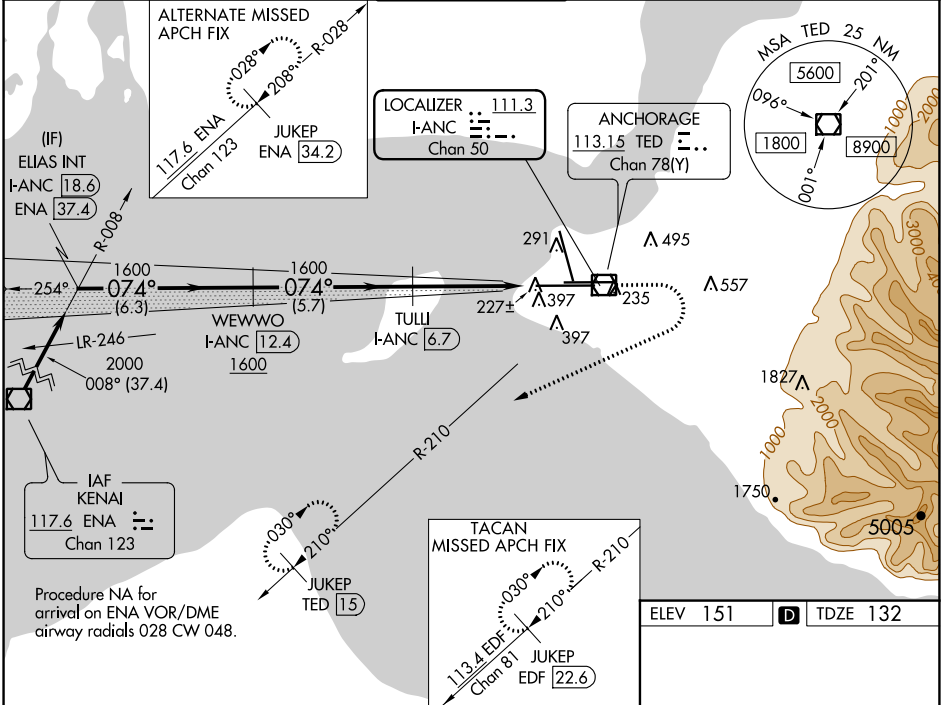 ALTERNATE MISSED
APCH FIX
028°
208°
R-028
117.6 ENA
Chan 123
JUKEP
ENA 34.2
LOCALIZER 111.3
I-ANC
Chan 50
ANCHORAGE
113.15 TED
Chan 78(Y)
MSA TED 25 NM
5600
201°
096°
1800
8900
001°
1000
2000
(IF)
ELIAS INT
I-ANC 18.6
ENA 37.4
R-008
254°
1600
074°
(6.3)
1600
074°
(5.7)
WEWWO
I-ANC 12.4
1600
TULLI
I-ANC 6.7
LR-246
2000
008° (37.4)
291
495
397
227±
235
557
397
3000
1827
2000
1000
1750
5005
IAF
KENAI
117.6 ENA
Chan 123
R-210
030°
210°
JUKEP
TED 15
Procedure NA for
arrival on ENA VOR/DME
airway radials 028 CW 048.
TACAN
MISSED APCH FIX
030°
210°
R-210
113.4 EDF
Chan 81
JUKEP
EDF 22.6
ELEV 151 D TDZE 132